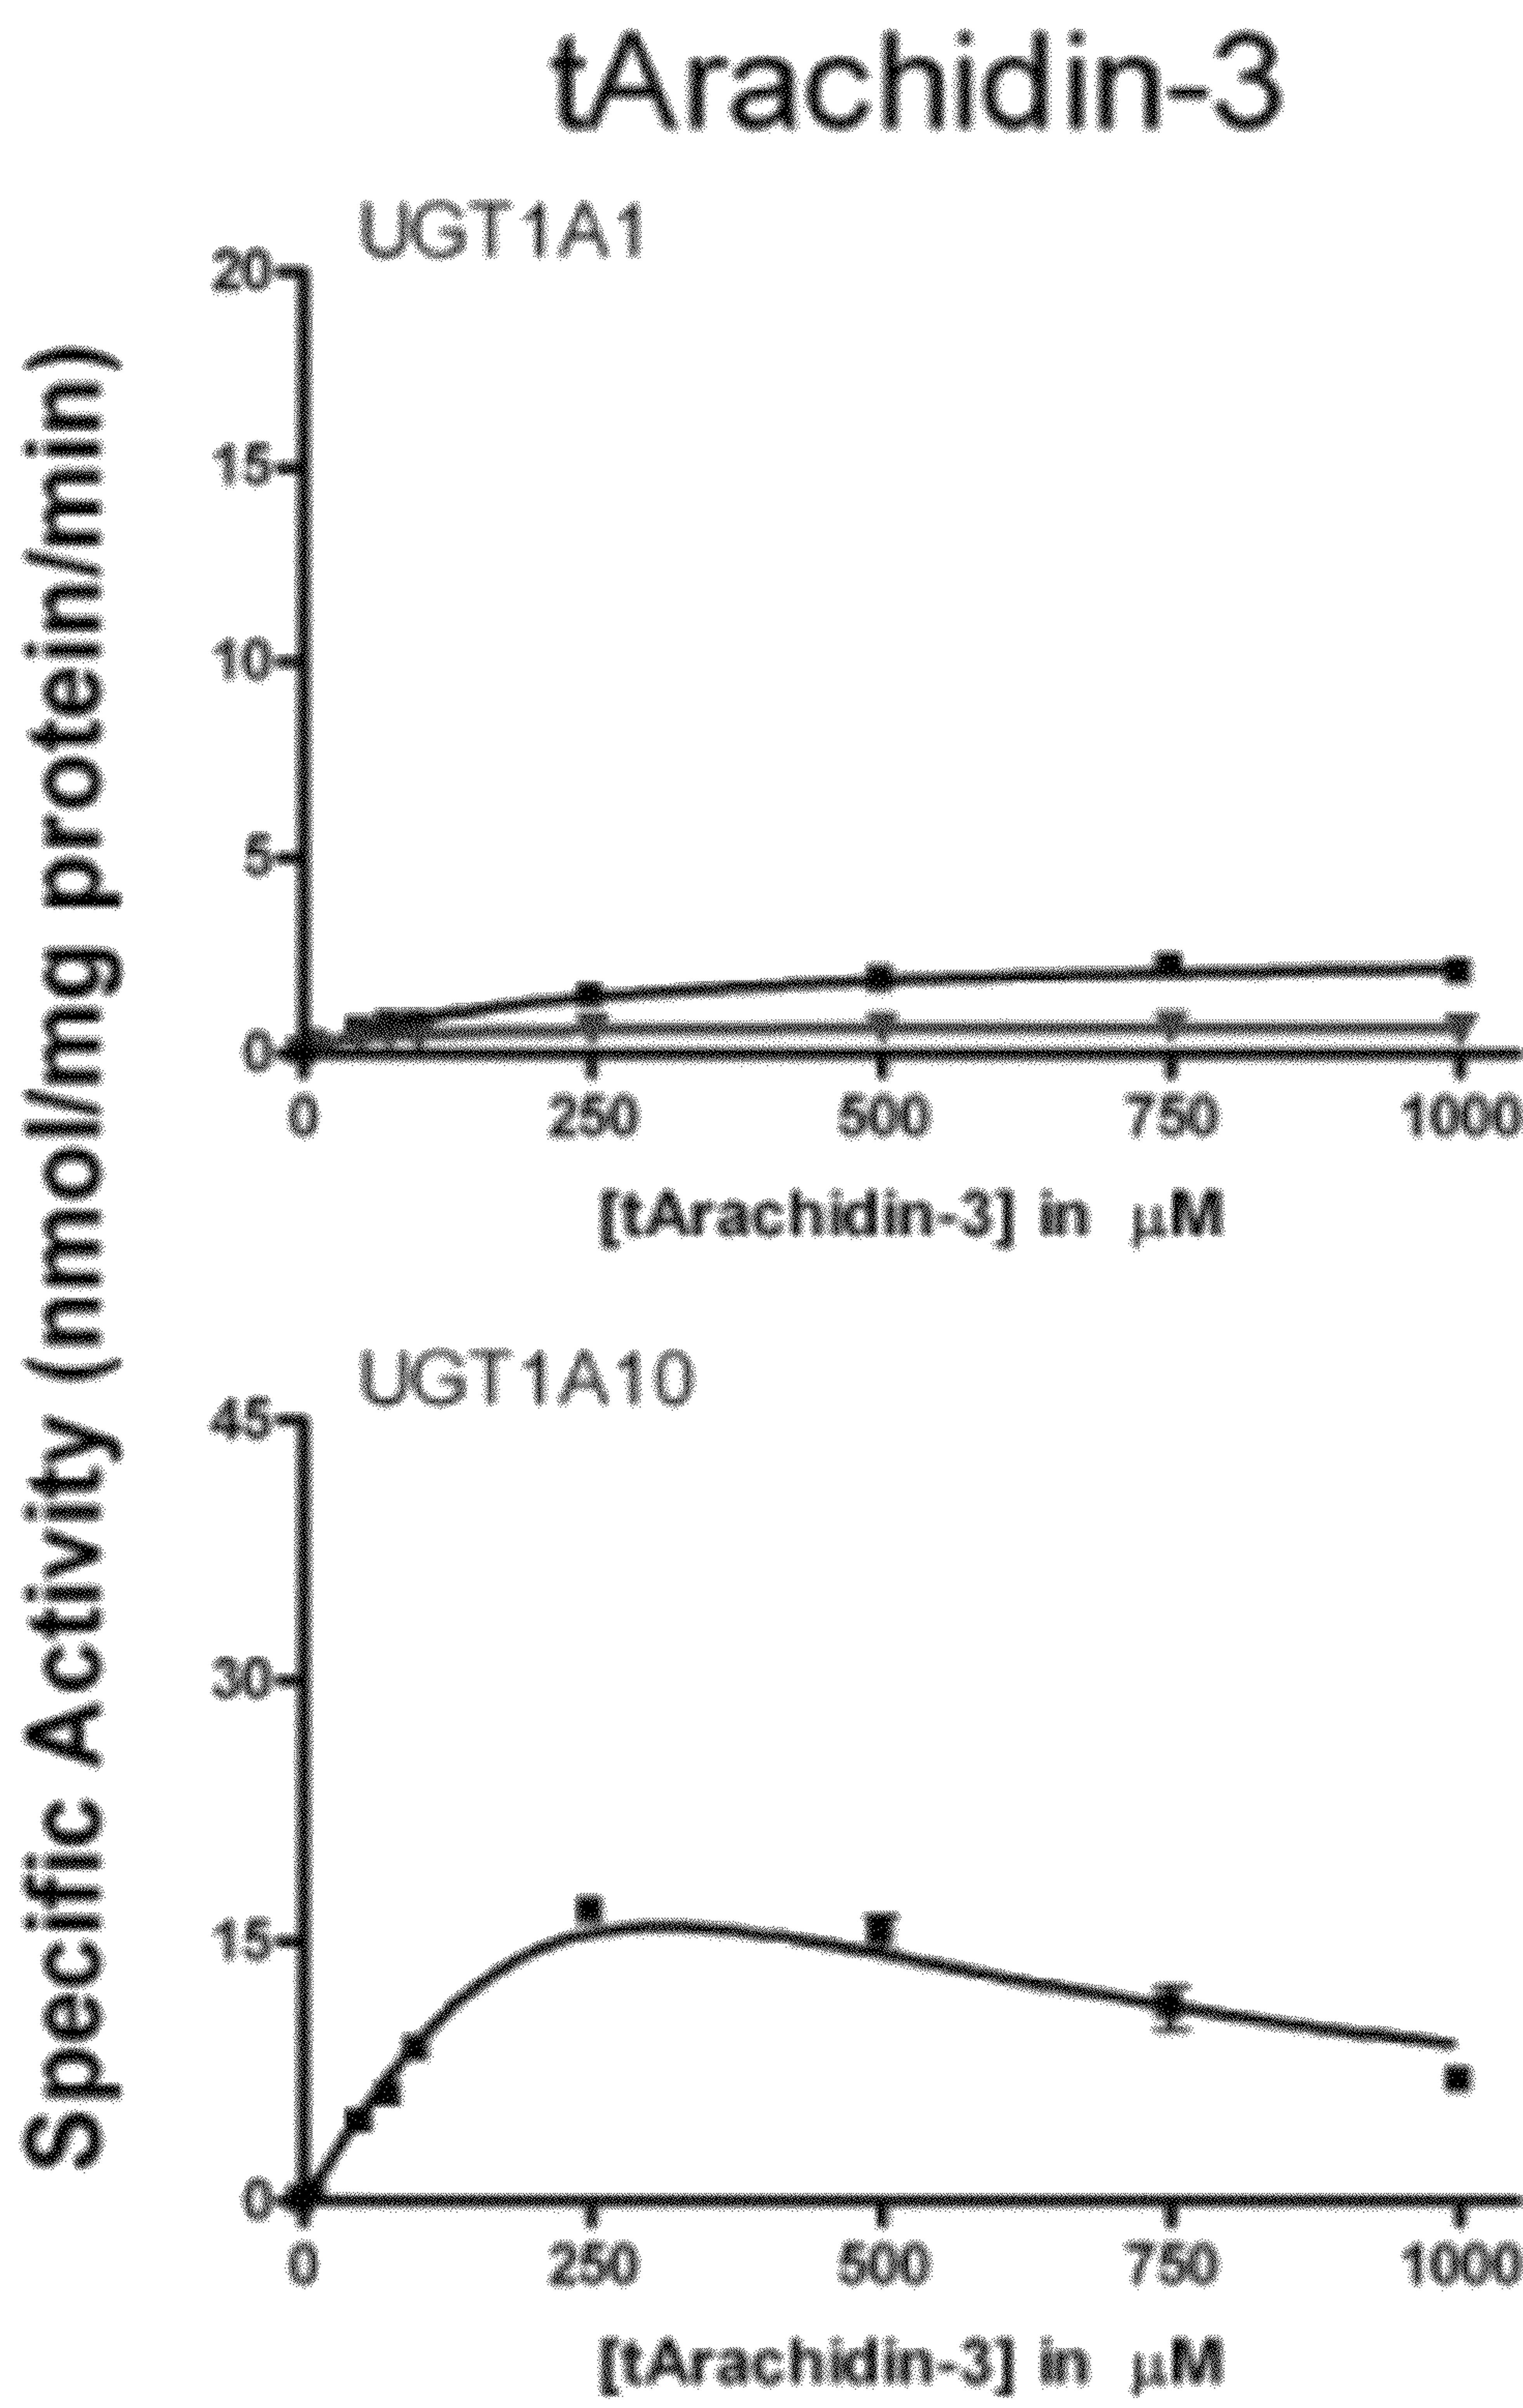 tArachidin-3
Specific Activity (nmol/mg protein/min)
UGT1A1
20
15
10
5
0
0 250 500 750 1000
[tArachidin-3] in μM
UGT1A10
45
30
15
0
0 250 500 750 1000
[tArachidin-3] in μM